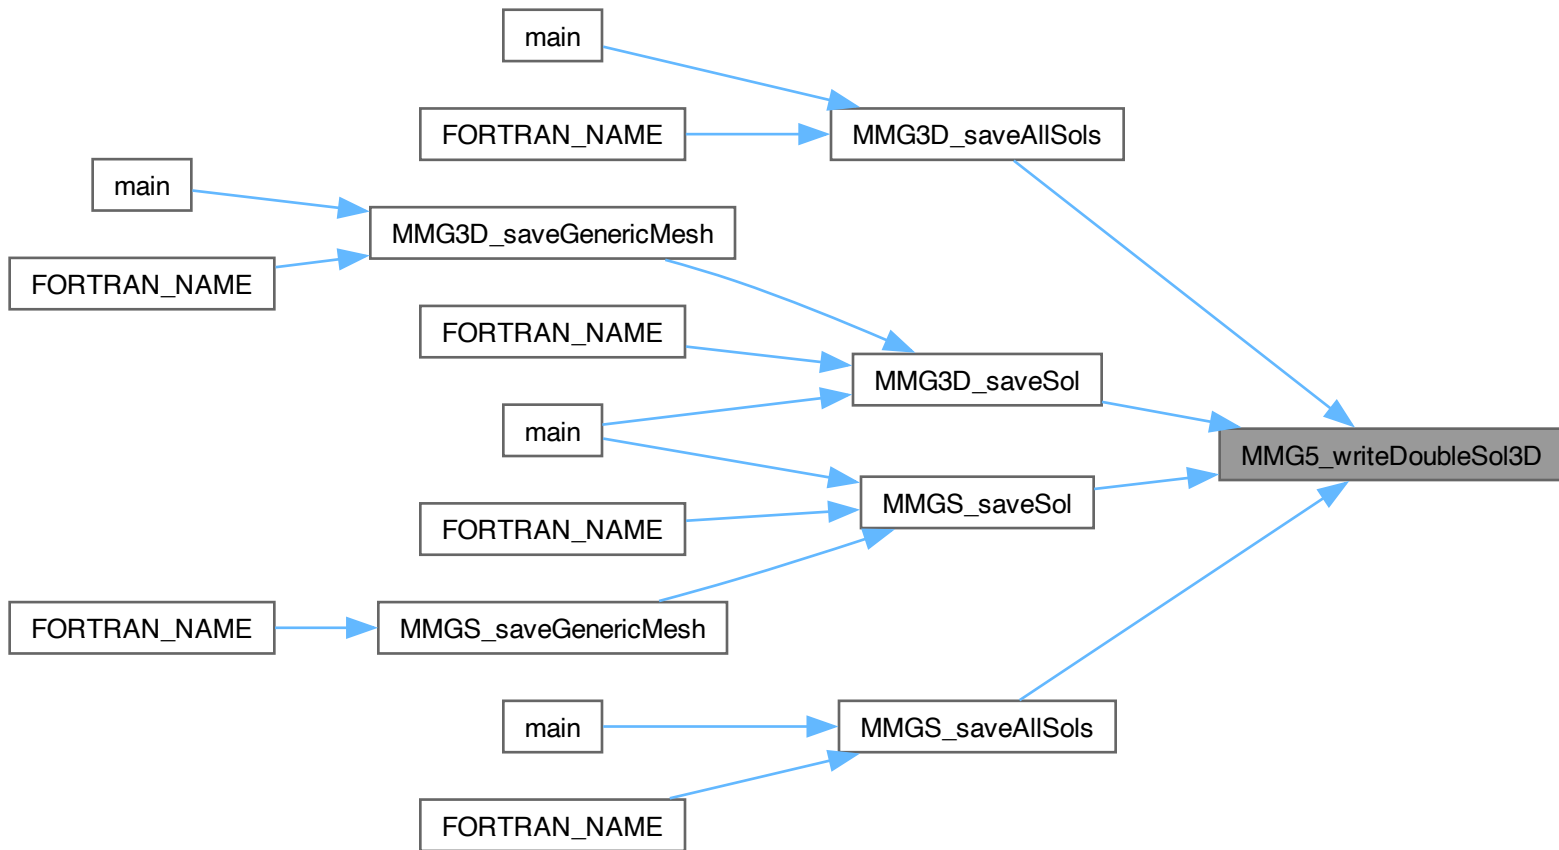 main
FORTRAN_NAME
MMG3D_saveAllSols
main
MMG3D_saveGenericMesh
FORTRAN_NAME
FORTRAN_NAME
MMG3D_saveSol
main
MMG5_writeDoubleSol3D
MMGS_saveSol
FORTRAN_NAME
FORTRAN_NAME
MMGS_saveGenericMesh
main
MMGS_saveAllSols
FORTRAN_NAME